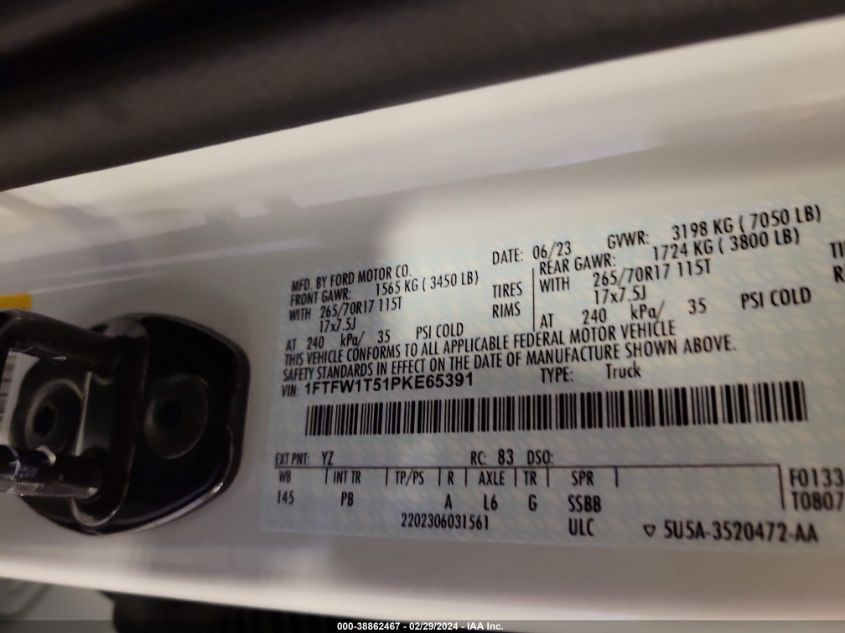 MFD. BY FORD MOTOR CO.
DATE: 06/23 GVWR: 3198 KG ( 7050 LB)
FRONT GAWR: 1565 KG ( 3450 LB)
REAR GAWR: 1724 KG ( 3800 LB)
WITH 265/70R17 115T TIRES
WITH 265/70R17 115T
17x7.5J RIMS
17x7.5J
AT 240 kPa/ 35 PSI COLD
AT 240 kPa/ 35 PSI COLD
THIS VEHICLE CONFORMS TO ALL APPLICABLE FEDERAL MOTOR VEHICLE
SAFETY STANDARDS IN EFFECT ON THE DATE OF MANUFACTURE SHOWN ABOVE.
VIN: 1FTFW1T51PKE65391 TYPE: Truck
EXT PNT: YZ RC: 83 DSO:
WB INT TR TP/PS R AXLE TR SPR
145 PB A L6 G SSBB
F0133
T0807
2202306031561 ULC
5U5A-3520472-AA
000-38862467 - 02/29/2024 - IAA Inc.